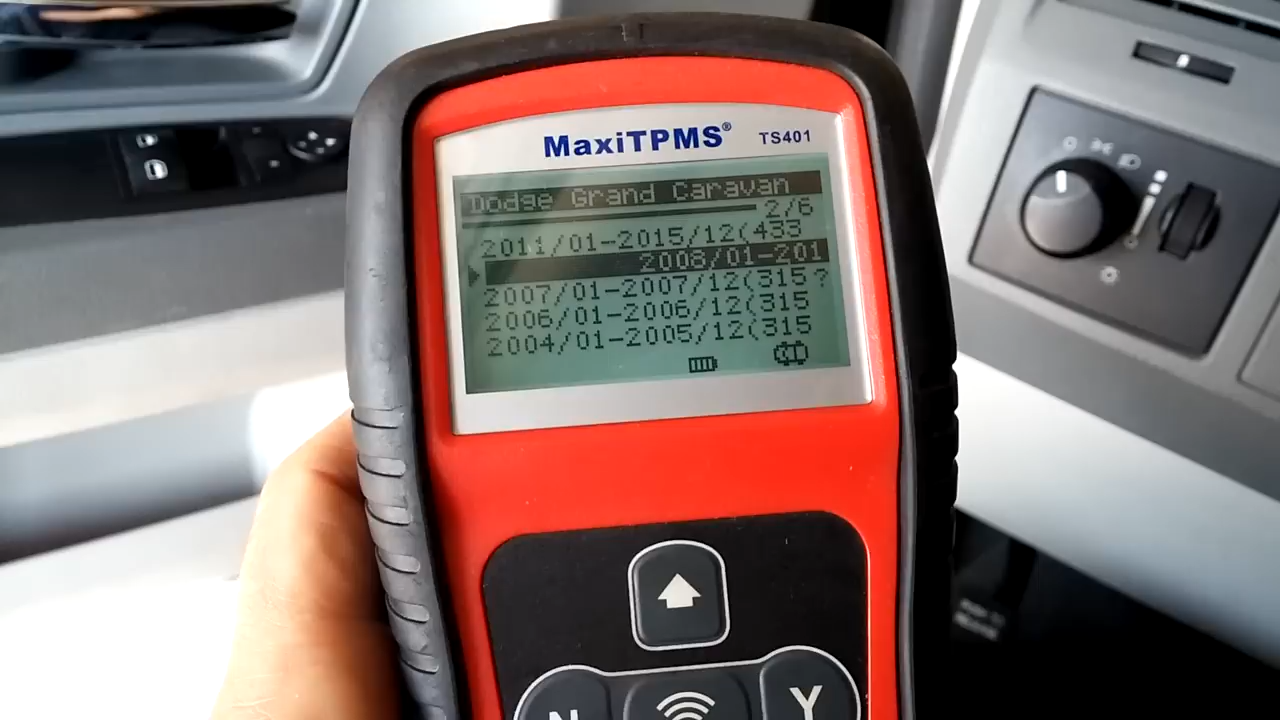 MaxiTPMS® TS401
Dodge Grand Caravan
2/6
2011/01-2015/12(433
2008/01-201
2007/01-2007/12(315?
2006/01-2006/12(315
2004/01-2005/12(315
N
Y